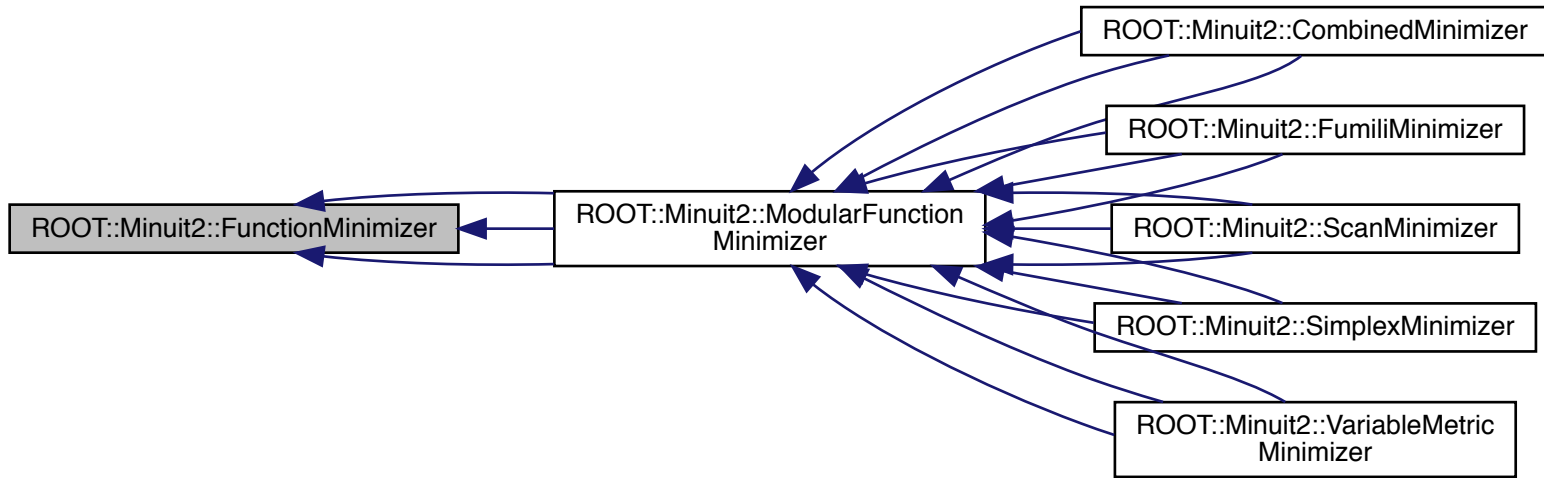 ROOT::Minuit2::CombinedMinimizer
ROOT::Minuit2::FumiliMinimizer
ROOT::Minuit2::FunctionMinimizer
ROOT::Minuit2::ModularFunction
Minimizer
ROOT::Minuit2::ScanMinimizer
ROOT::Minuit2::SimplexMinimizer
ROOT::Minuit2::VariableMetric
Minimizer